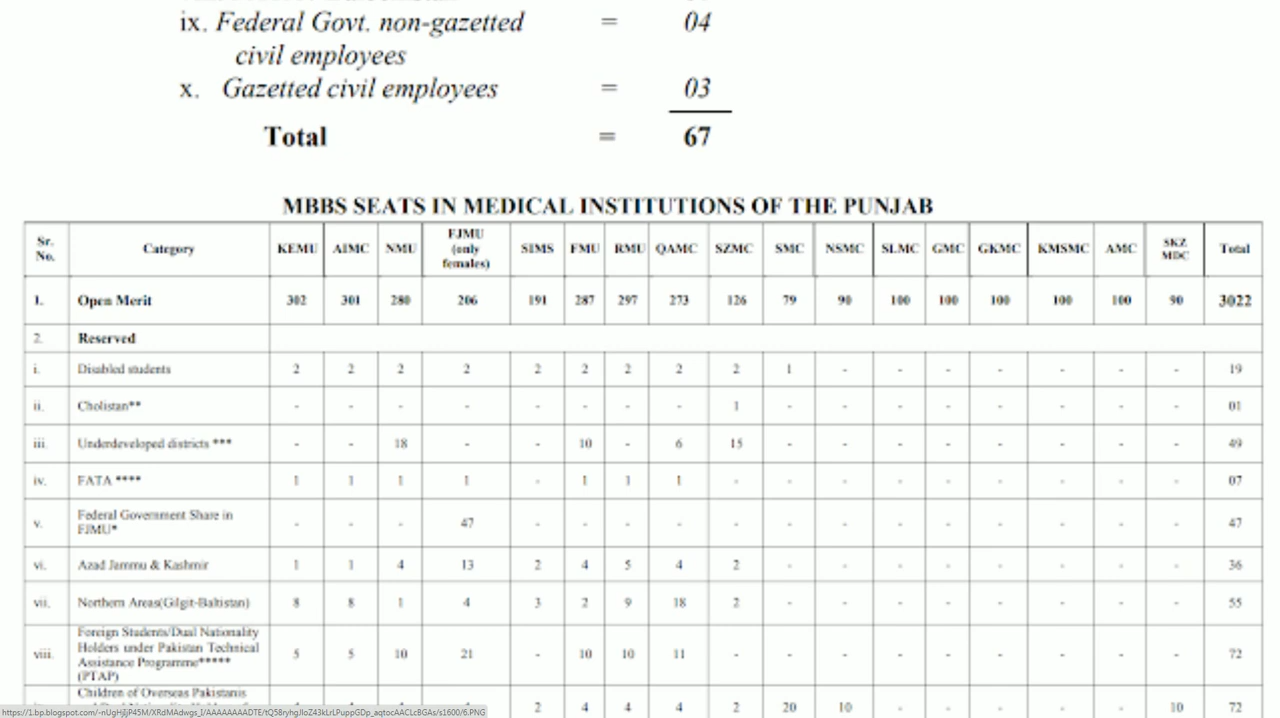 ix. Federal Govt. non-gazetted = 04
civil employees
x. Gazetted civil employees = 03
Total = 67
MBBS SEATS IN MEDICAL INSTITUTIONS OF THE PUNJAB
Sr. No. Category KEMU AIMC NMU FJMU (only females) SIMS FMU RMU QAMC SZMC SMC NSMC SLMC GMC GKMC KMSMC AMC SKZ MDC Total
1. Open Merit 302 301 280 206 191 287 297 273 126 79 90 100 100 100 100 100 90 3022
2. Reserved
i. Disabled students 2 2 2 2 2 2 2 2 2 1 - - - - - - - 19
ii. Cholistan** - - - - - - - - 1 - - - - - - - - 01
iii. Underdeveloped districts *** - - 18 - - 10 - 6 15 - - - - - - - - 49
iv. FATA **** 1 1 1 1 - 1 1 1 - - - - - - - - - 07
v. Federal Government Share in
FJMU* - - - 47 - - - - - - - - - - - - - 47
vi. Azad Jammu & Kashmir 1 1 4 13 2 4 5 4 2 - - - - - - - - 36
vii. Northern Areas(Gilgit-Baltistan) 8 8 1 4 3 2 9 18 2 - - - - - - - - 55
Foreign Students/Dual Nationality
Holders under Pakistan Technical
viii. Assistance Programme***** 5 5 10 21 - 10 10 11 - - - - - - - - - 72
(PTAP)
Children of Overseas Pakistanis
2 4 4 4 2 20 10 - - - - - 10 72